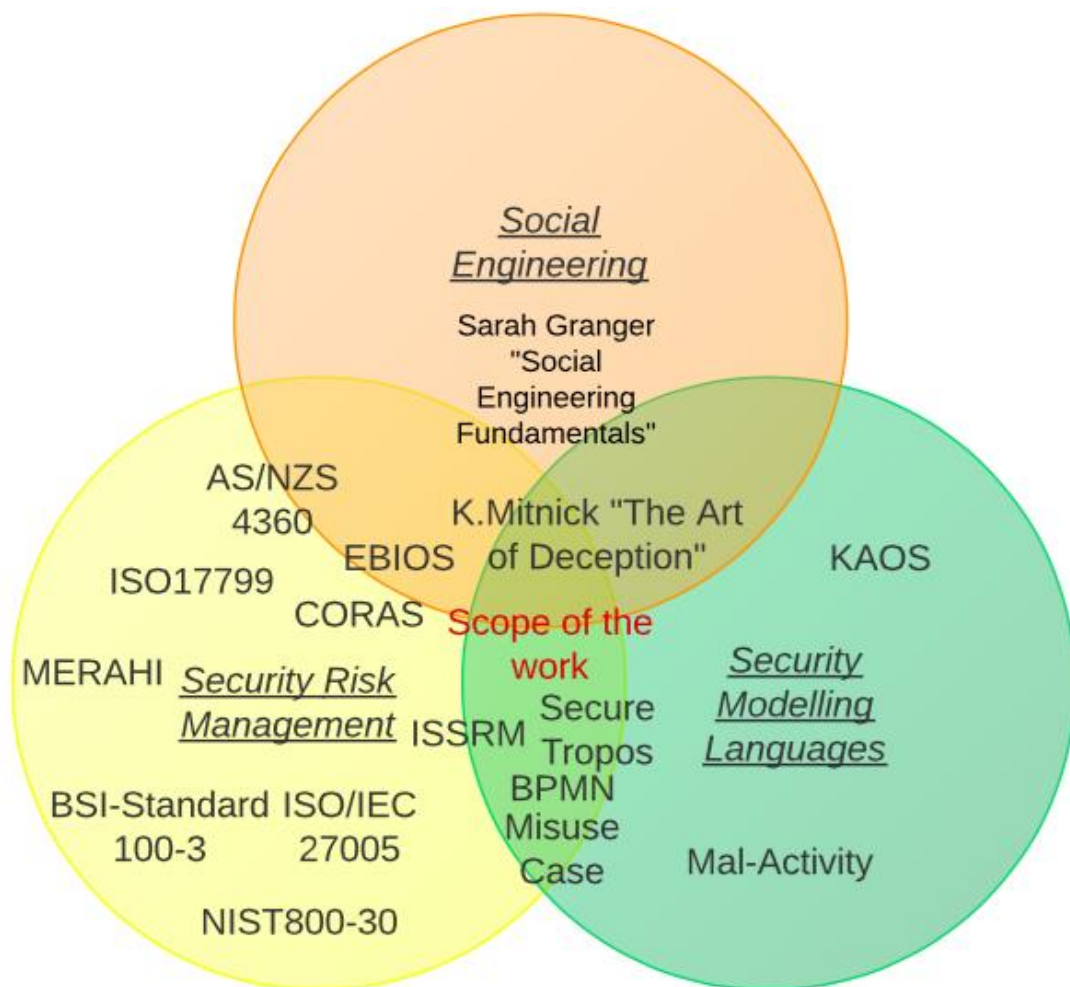 Social
Engineering
Sarah Granger
"Social
Engineering
Fundamentals"
AS/NZS
4360
K.Mitnick "The Art
of Deception"
EBIOS
KAOS
ISO17799
CORAS
Scope of the
work
MERAHI
Security Risk
Management
Security
Modelling
Languages
ISSRM
Secure
Tropos
BPMN
Misuse
Case
BSI-Standard
100-3
ISO/IEC
27005
Mal-Activity
NIST800-30